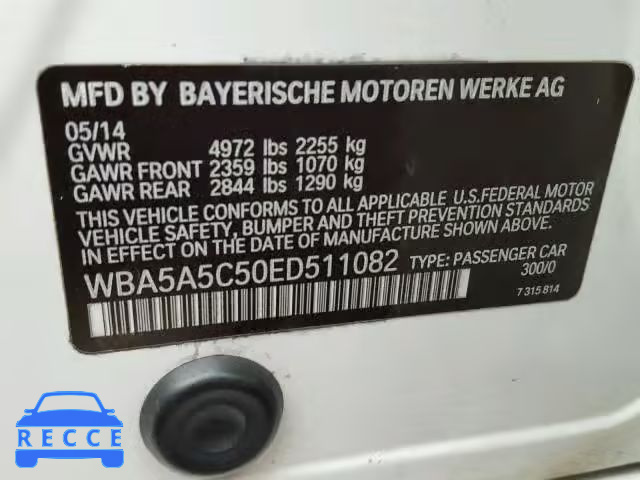 MFD BY BAYERISCHE MOTOREN WERKE AG
05/14
GVWR 4972 lbs 2255 kg
GAWR FRONT 2359 lbs 1070 kg
GAWR REAR 2844 lbs 1290 kg
THIS VEHICLE CONFORMS TO ALL APPLICABLE U.S.FEDERAL MOTOR
VEHICLE SAFETY, BUMPER AND THEFT PREVENTION STANDARDS
IN EFFECT ON THE DATE OF MANUFACTURE SHOWN ABOVE.
WBA5A5C50ED511082 TYPE: PASSENGER CAR
300/0
7 315 814
RECCE